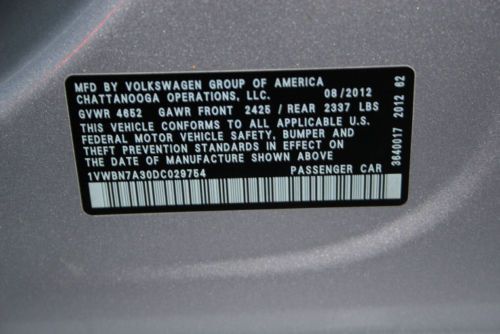 MFD BY VOLKSWAGEN GROUP OF AMERICA
CHATTANOOGA OPERATIONS, LLC. 08/2012
GVWR 4652 GAWR FRONT 2425 / REAR 2337 LBS
THIS VEHICLE CONFORMS TO ALL APPLICABLE U.S.
FEDERAL MOTOR VEHICLE SAFETY, BUMPER AND
THEFT PREVENTION STANDARDS IN EFFECT ON
THE DATE OF MANUFACTURE SHOWN ABOVE
1VWBN7A30DC029754 PASSENGER CAR
3640017 2012 62